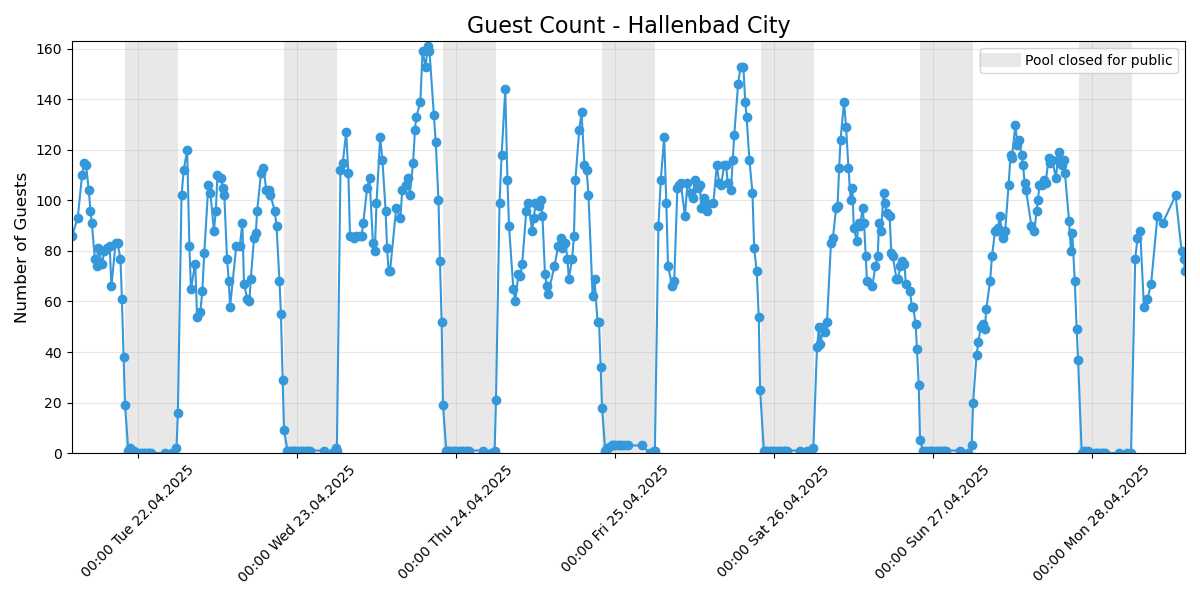 Guest Count - Hallenbad City
Pool closed for public
Number of Guests
160
140
120
100
80
60
40
20
0
00:00 Tue 22.04.2025
00:00 Wed 23.04.2025
00:00 Thu 24.04.2025
00:00 Fri 25.04.2025
00:00 Sat 26.04.2025
00:00 Sun 27.04.2025
00:00 Mon 28.04.2025